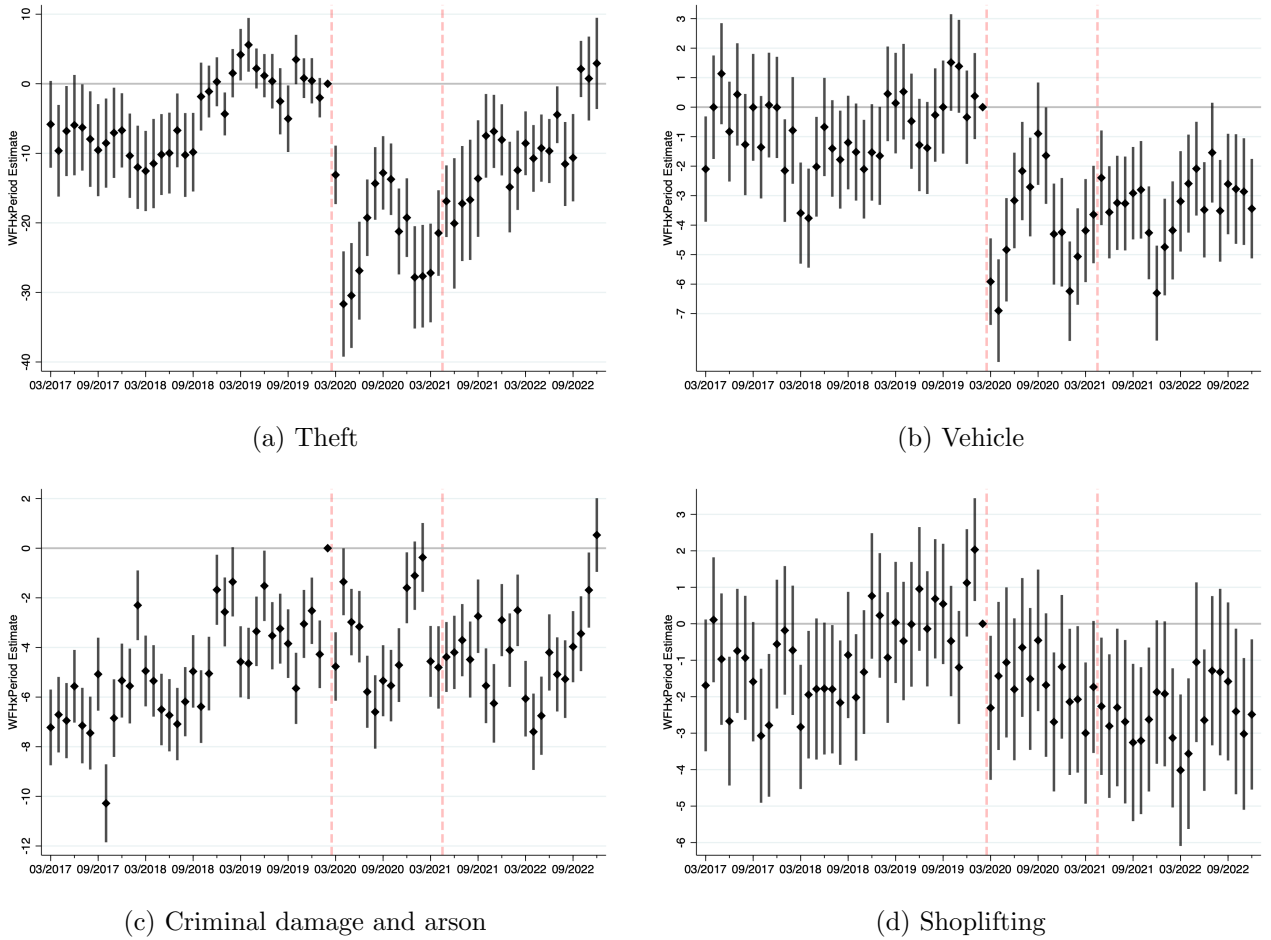 10
0
-10
-20
-30
-40
WFHxPeriod Estimate
03/2017 09/2017 03/2018 09/2018 03/2019 09/2019 03/2020 09/2020 03/2021 09/2021 03/2022 09/2022
(a) Theft
3
2
1
0
-1
-2
-3
-4
-5
-6
-7
WFHxPeriod Estimate
03/2017 09/2017 03/2018 09/2018 03/2019 09/2019 03/2020 09/2020 03/2021 09/2021 03/2022 09/2022
(b) Vehicle
2
0
-2
-4
-6
-8
-10
-12
WFHxPeriod Estimate
03/2017 09/2017 03/2018 09/2018 03/2019 09/2019 03/2020 09/2020 03/2021 09/2021 03/2022 09/2022
(c) Criminal damage and arson
3
2
1
0
-1
-2
-3
-4
-5
-6
WFHxPeriod Estimate
03/2017 09/2017 03/2018 09/2018 03/2019 09/2019 03/2020 09/2020 03/2021 09/2021 03/2022 09/2022
(d) Shoplifting